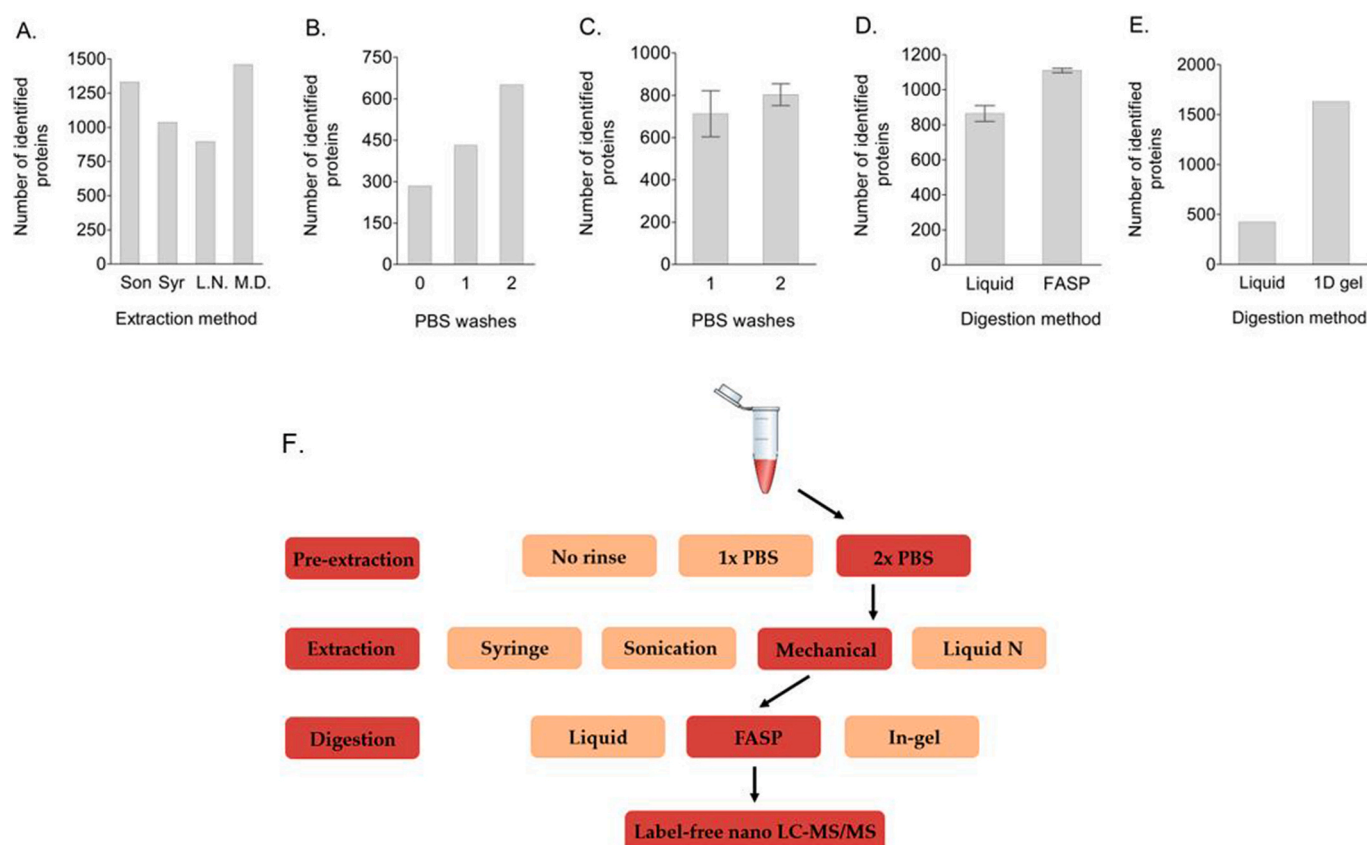 A.
Number of identified
proteins
1500
1250
1000
750
500
250
0
Son Syr L.N. M.D.
Extraction method
B.
Number of identified
proteins
750
600
450
300
150
0
0 1 2
PBS washes
C.
Number of identified
proteins
1000
800
600
400
200
0
1 2
PBS washes
D.
Number of identified
proteins
1200
1000
800
600
400
200
0
Liquid FASP
Digestion method
E.
Number of identified
proteins
2000
1500
1000
500
0
Liquid 1D gel
Digestion method
F.
Pre-extraction No rinse 1x PBS 2x PBS
Extraction Syringe Sonication Mechanical Liquid N
Digestion Liquid FASP In-gel
Label-free nano LC-MS/MS